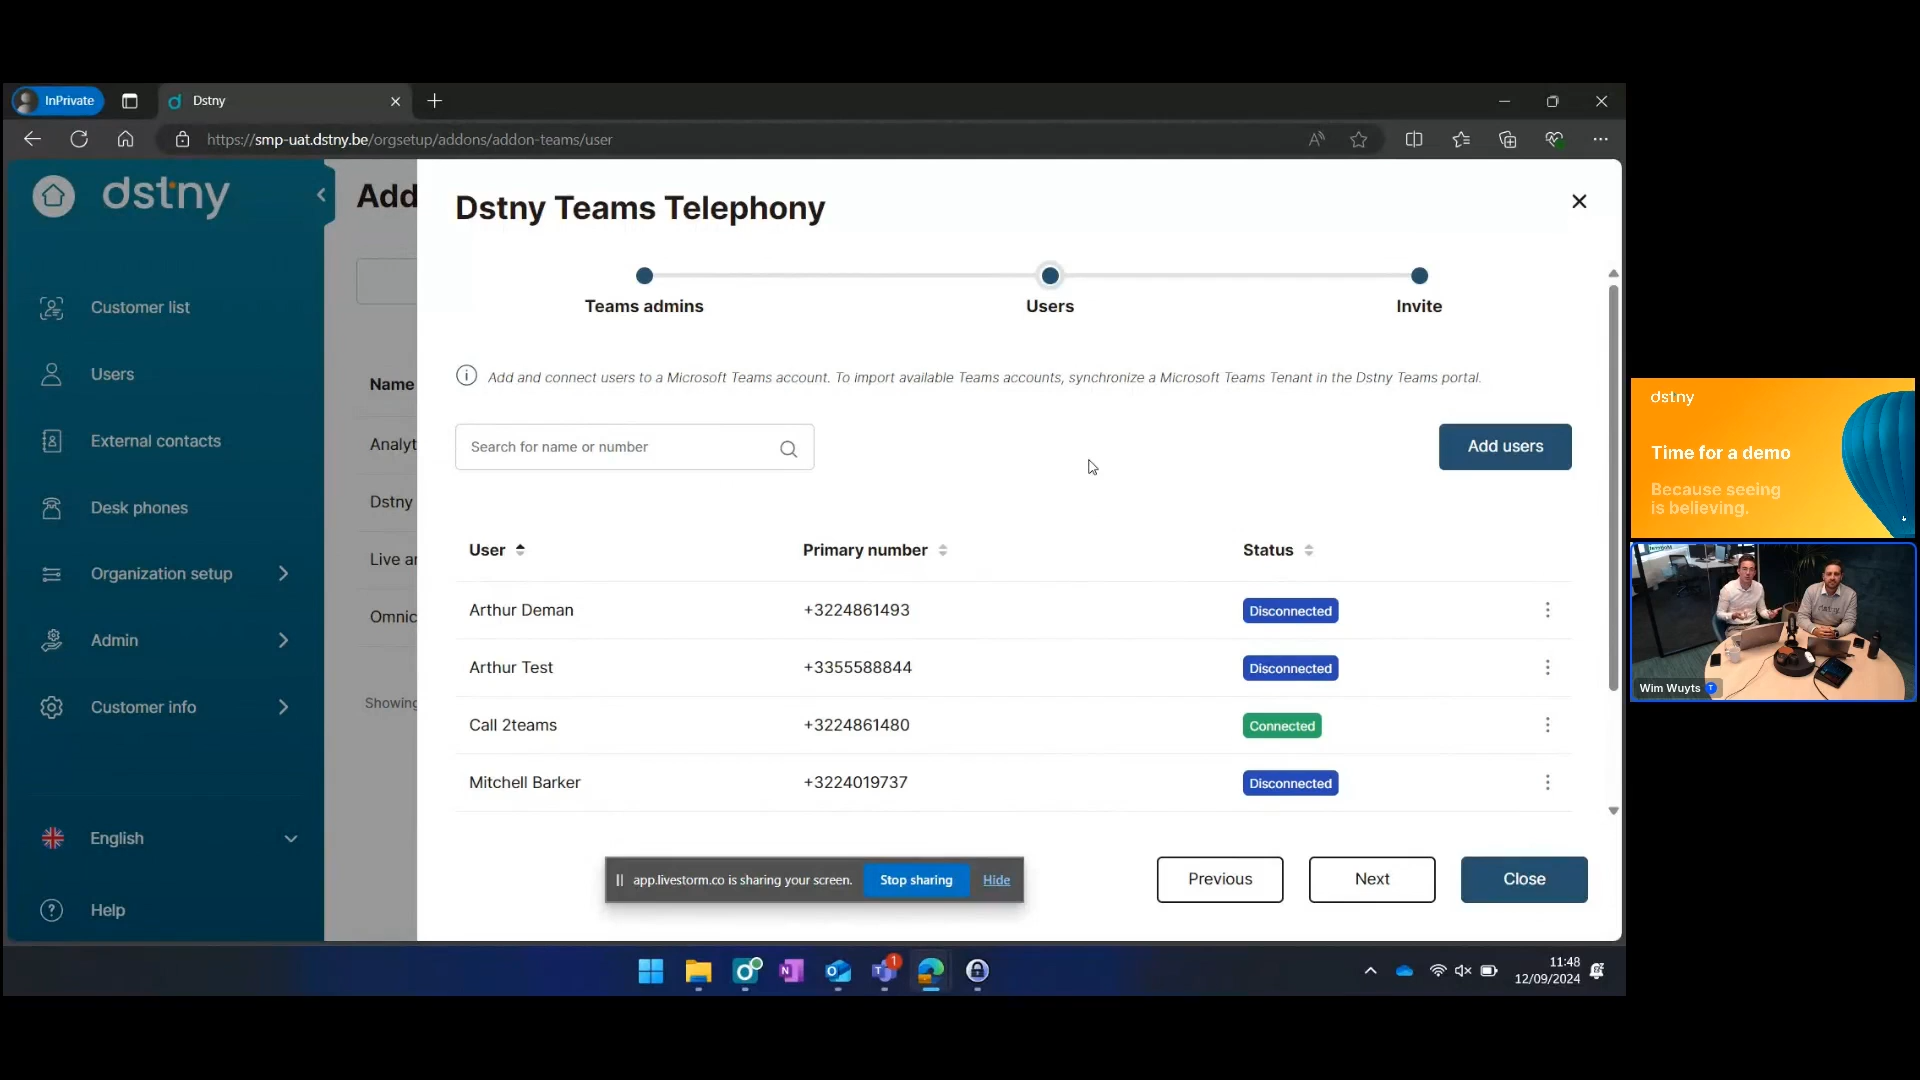 InPrivate
Dstny
https://smp-uat.dstny.be/orgsetup/addons/addon-teams/user
dstny
Customer list
Users
External contacts
Desk phones
Organization setup
Admin
Customer info
English
Help
Add
Name
Analyt
Dstny
Live a
Omnic
Showing
Dstny Teams Telephony
Teams admins
Users
Invite
Add and connect users to a Microsoft Teams account. To import available Teams accounts, synchronize a Microsoft Teams Tenant in the Dstny Teams portal.
Search for name or number
Add users
User
Primary number
Status
Arthur Deman
+3224861493
Disconnected
Arthur Test
+3355588844
Disconnected
Call 2teams
+3224861480
Connected
Mitchell Barker
+3224019737
Disconnected
app.livestorm.co is sharing your screen.
Stop sharing
Hide
Previous
Next
Close
1
11:48
12/09/2024
dstny
Time for a demo
Because seeing
is believing.
Wim Wuyts